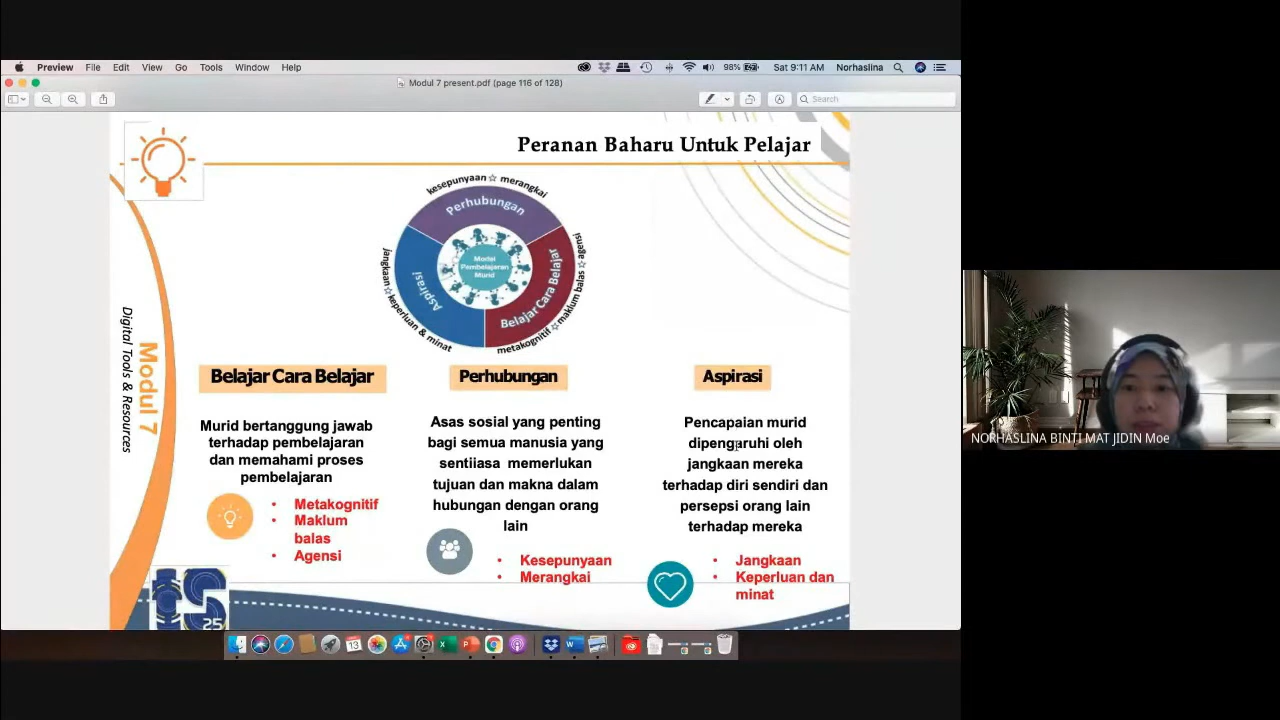 Preview File Edit View Go Tools Window Help
98% Sat 9:11 AM Norhaslina
Modul 7 present.pdf (page 116 of 128)
Search
Peranan Baharu Untuk Pelajar
kesepunyaan ☆ merangkai
Perhubungan
jangkaan ☆ keperluan & minat
Aspirasi
Model
Pembelajaran
Murid
Belajar Cara Belajar
metakognitif ☆ maklum balas ☆ agensi
Modul 7
Digital Tools & Resources
Belajar Cara Belajar
Murid bertanggung jawab
terhadap pembelajaran
dan memahami proses
pembelajaran
• Metakognitif
• Maklum
balas
• Agensi
Perhubungan
Asas sosial yang penting
bagi semua manusia yang
sentiiasa memerlukan
tujuan dan makna dalam
hubungan dengan orang
lain
• Kesepunyaan
• Merangkai
Aspirasi
Pencapaian murid
dipengaruhi oleh
jangkaan mereka
terhadap diri sendiri dan
persepsi orang lain
terhadap mereka
• Jangkaan
• Keperluan dan
minat
25
13
NORHASLINA BINTI MAT JIDIN Moe